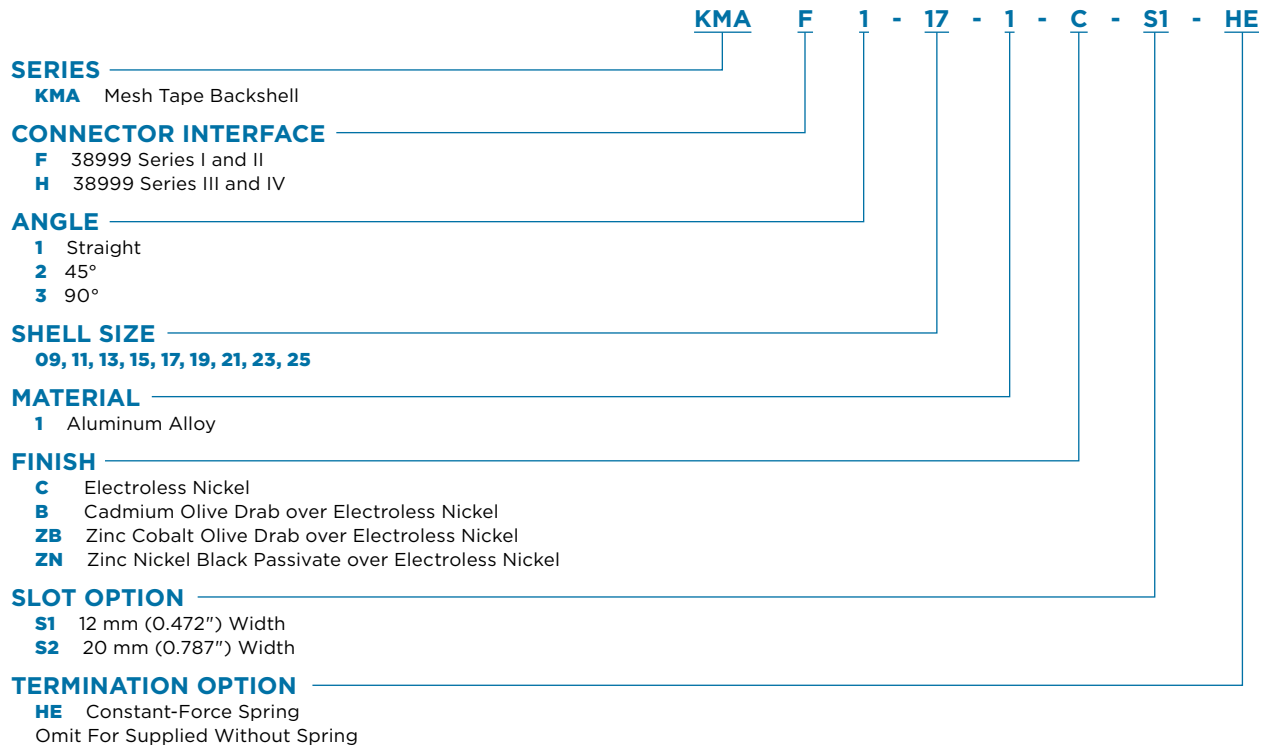 KMA F 1 - 17 - 1 - C - S1 - HE
SERIES
KMA Mesh Tape Backshell
CONNECTOR INTERFACE
F 38999 Series I and II
H 38999 Series III and IV
ANGLE
1 Straight
2 45°
3 90°
SHELL SIZE
09, 11, 13, 15, 17, 19, 21, 23, 25
MATERIAL
1 Aluminum Alloy
FINISH
C Electroless Nickel
B Cadmium Olive Drab over Electroless Nickel
ZB Zinc Cobalt Olive Drab over Electroless Nickel
ZN Zinc Nickel Black Passivate over Electroless Nickel
SLOT OPTION
S1 12 mm (0.472") Width
S2 20 mm (0.787") Width
TERMINATION OPTION
HE Constant-Force Spring
Omit For Supplied Without Spring